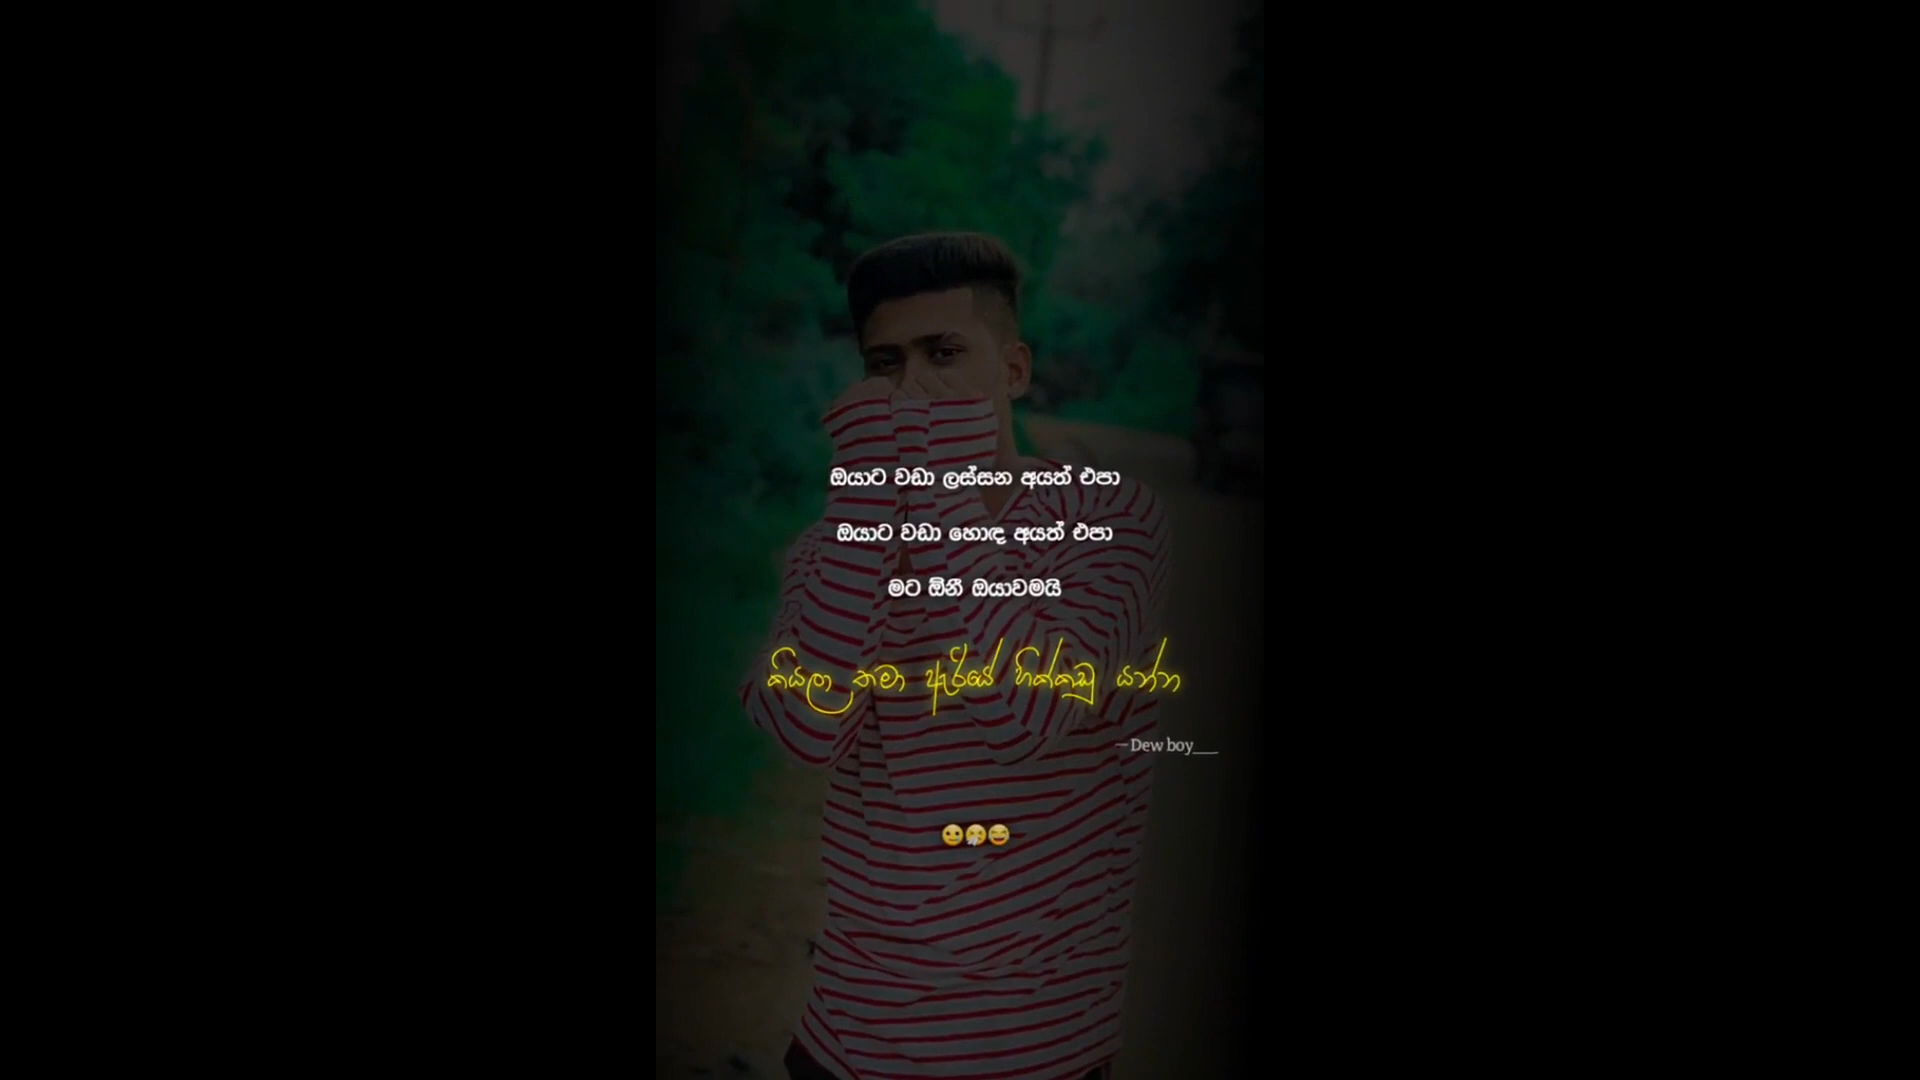 ඔයාට වඩා ලස්සන අයත් එපා
ඔයාට වඩා හොඳ අයත් එපා
මට ඕනී ඔයාවමයි
කියලා තමා ඇරියේ හික්කඩු යන්න
—Dew boy___
😐🤧😂